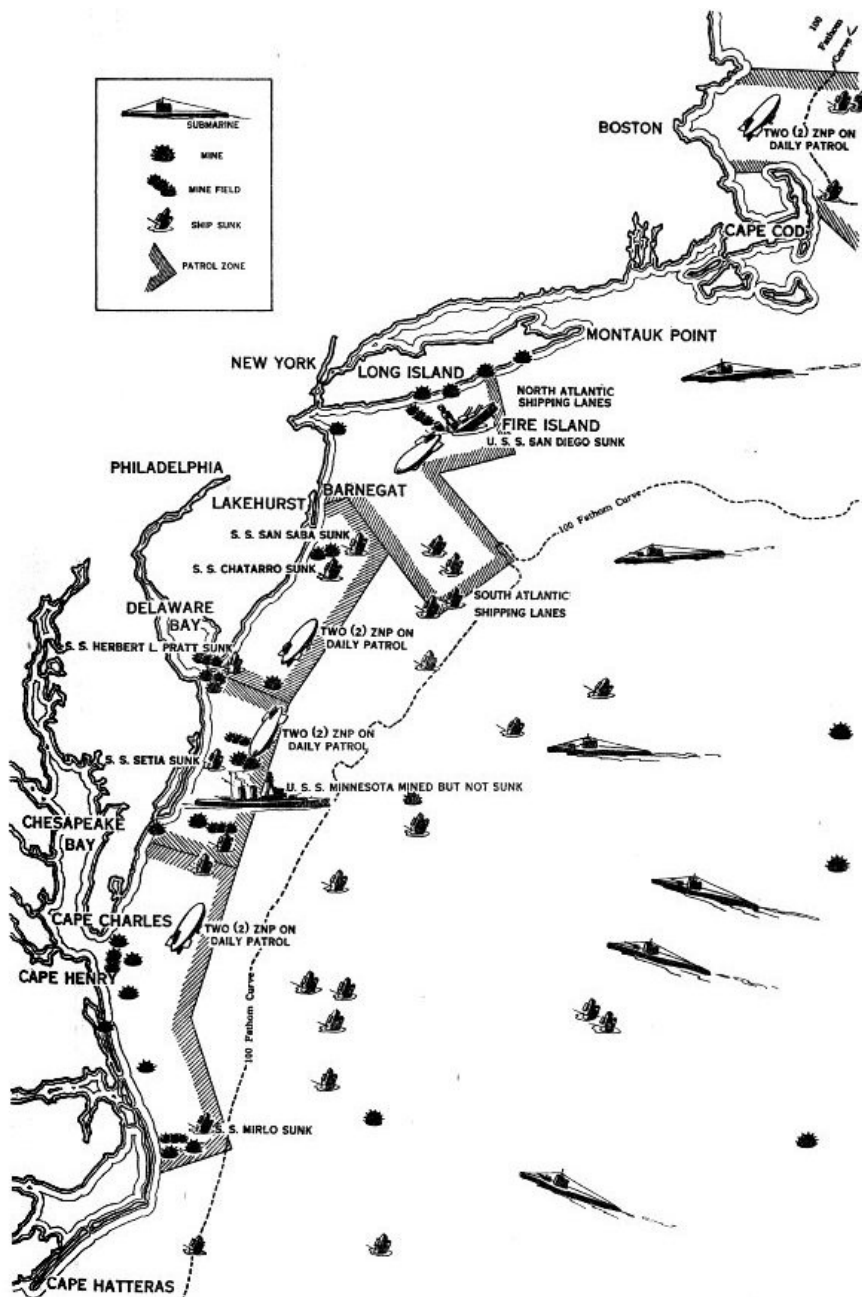 100
Fathom
Curve
SUBMARINE
MINE
MINE FIELD
SHIP SUNK
PATROL ZONE
BOSTON
TWO (2) ZNP ON
DAILY PATROL
CAPE COD
MONTAUK POINT
NEW YORK
LONG ISLAND
NORTH ATLANTIC
SHIPPING LANES
FIRE ISLAND
U. S. S. SAN DIEGO SUNK
PHILADELPHIA
LAKEHURST
BARNEGAT
100 Fathom Curve
S. S. SAN SABA SUNK
S. S. CHATARRO SUNK
SOUTH ATLANTIC
SHIPPING LANES
DELAWARE
BAY
TWO (2) ZNP ON
DAILY PATROL
S. S. HERBERT L. PRATT SUNK
TWO (2) ZNP ON
DAILY PATROL
S. S. SETIA SUNK
U. S. S. MINNESOTA MINED BUT NOT SUNK
CHESAPEAKE
BAY
CAPE CHARLES
TWO (2) ZNP ON
DAILY PATROL
CAPE HENRY
100 Fathom Curve
S. S. MIRLO SUNK
CAPE HATTERAS